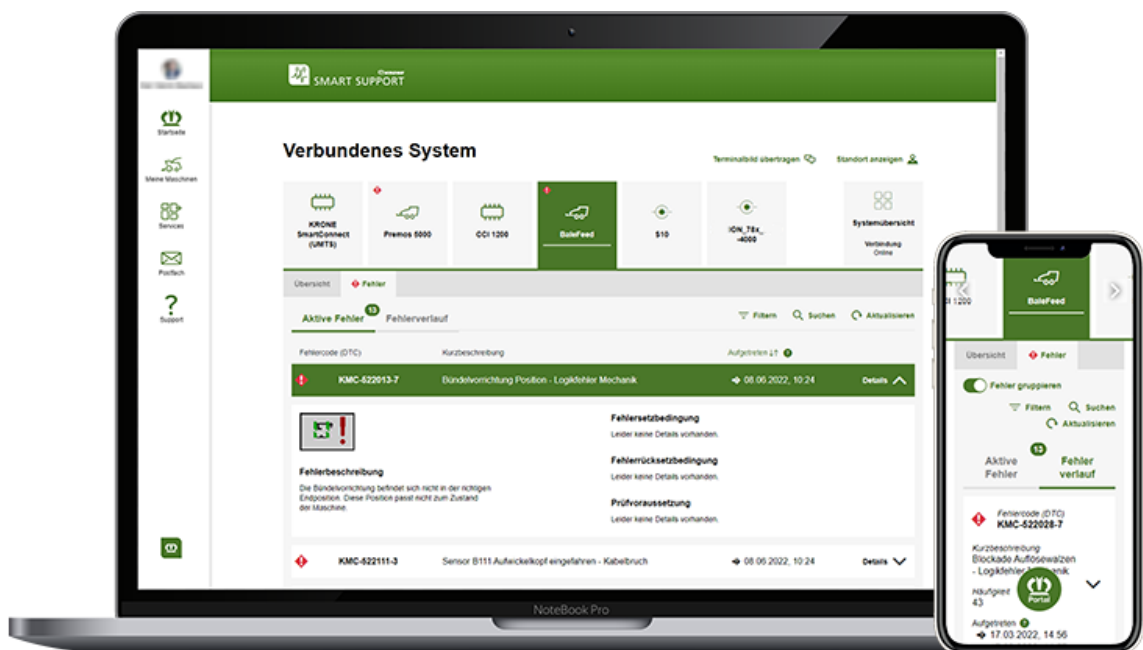 SMART SUPPORT
Startseite
Meine Maschinen
Services
Postfach
Support
Verbundenes System
Terminalbild übertragen
Standort anzeigen
KRONE
SmartConnect
(UMTS)
Premos 5000
CCI 1200
BaleFeed
S10
ION_78x_
-4000
Systemübersicht
Verbindung
Online
Übersicht
Fehler
Aktive Fehler
13
Fehlerverlauf
Filtern
Suchen
Aktualisieren
Fehlercode (DTC)
Kurzbeschreibung
Aufgetreten
KMC-522013-7
Bündelvorrichtung Position - Logikfehler Mechanik
08.06.2022, 10:24
Details
Fehlersetzbedingung
Leider keine Details vorhanden.
Fehlerrücksetzbedingung
Leider keine Details vorhanden.
Prüfvoraussetzung
Leider keine Details vorhanden.
Fehlerbeschreibung
Die Bündelvorrichtung befindet sich nicht in der richtigen
Endposition. Diese Position passt nicht zum Zustand
der Maschine.
KMC-522111-3
Sensor B111 Aufwickelkopf eingefahren - Kabelbruch
08.06.2022, 10:24
Details
NoteBook Pro
1200
BaleFeed
Übersicht
Fehler
Fehler gruppieren
Filtern
Suchen
Aktualisieren
Aktive
Fehler
13
Fehler
verlauf
Fehlercode (DTC)
KMC-522028-7
Kurzbeschreibung
Blockade Auflösewalzen
- Logikfehler
Häufigkeit
43
Portal
Aufgetreten
17.03.2022, 14:56